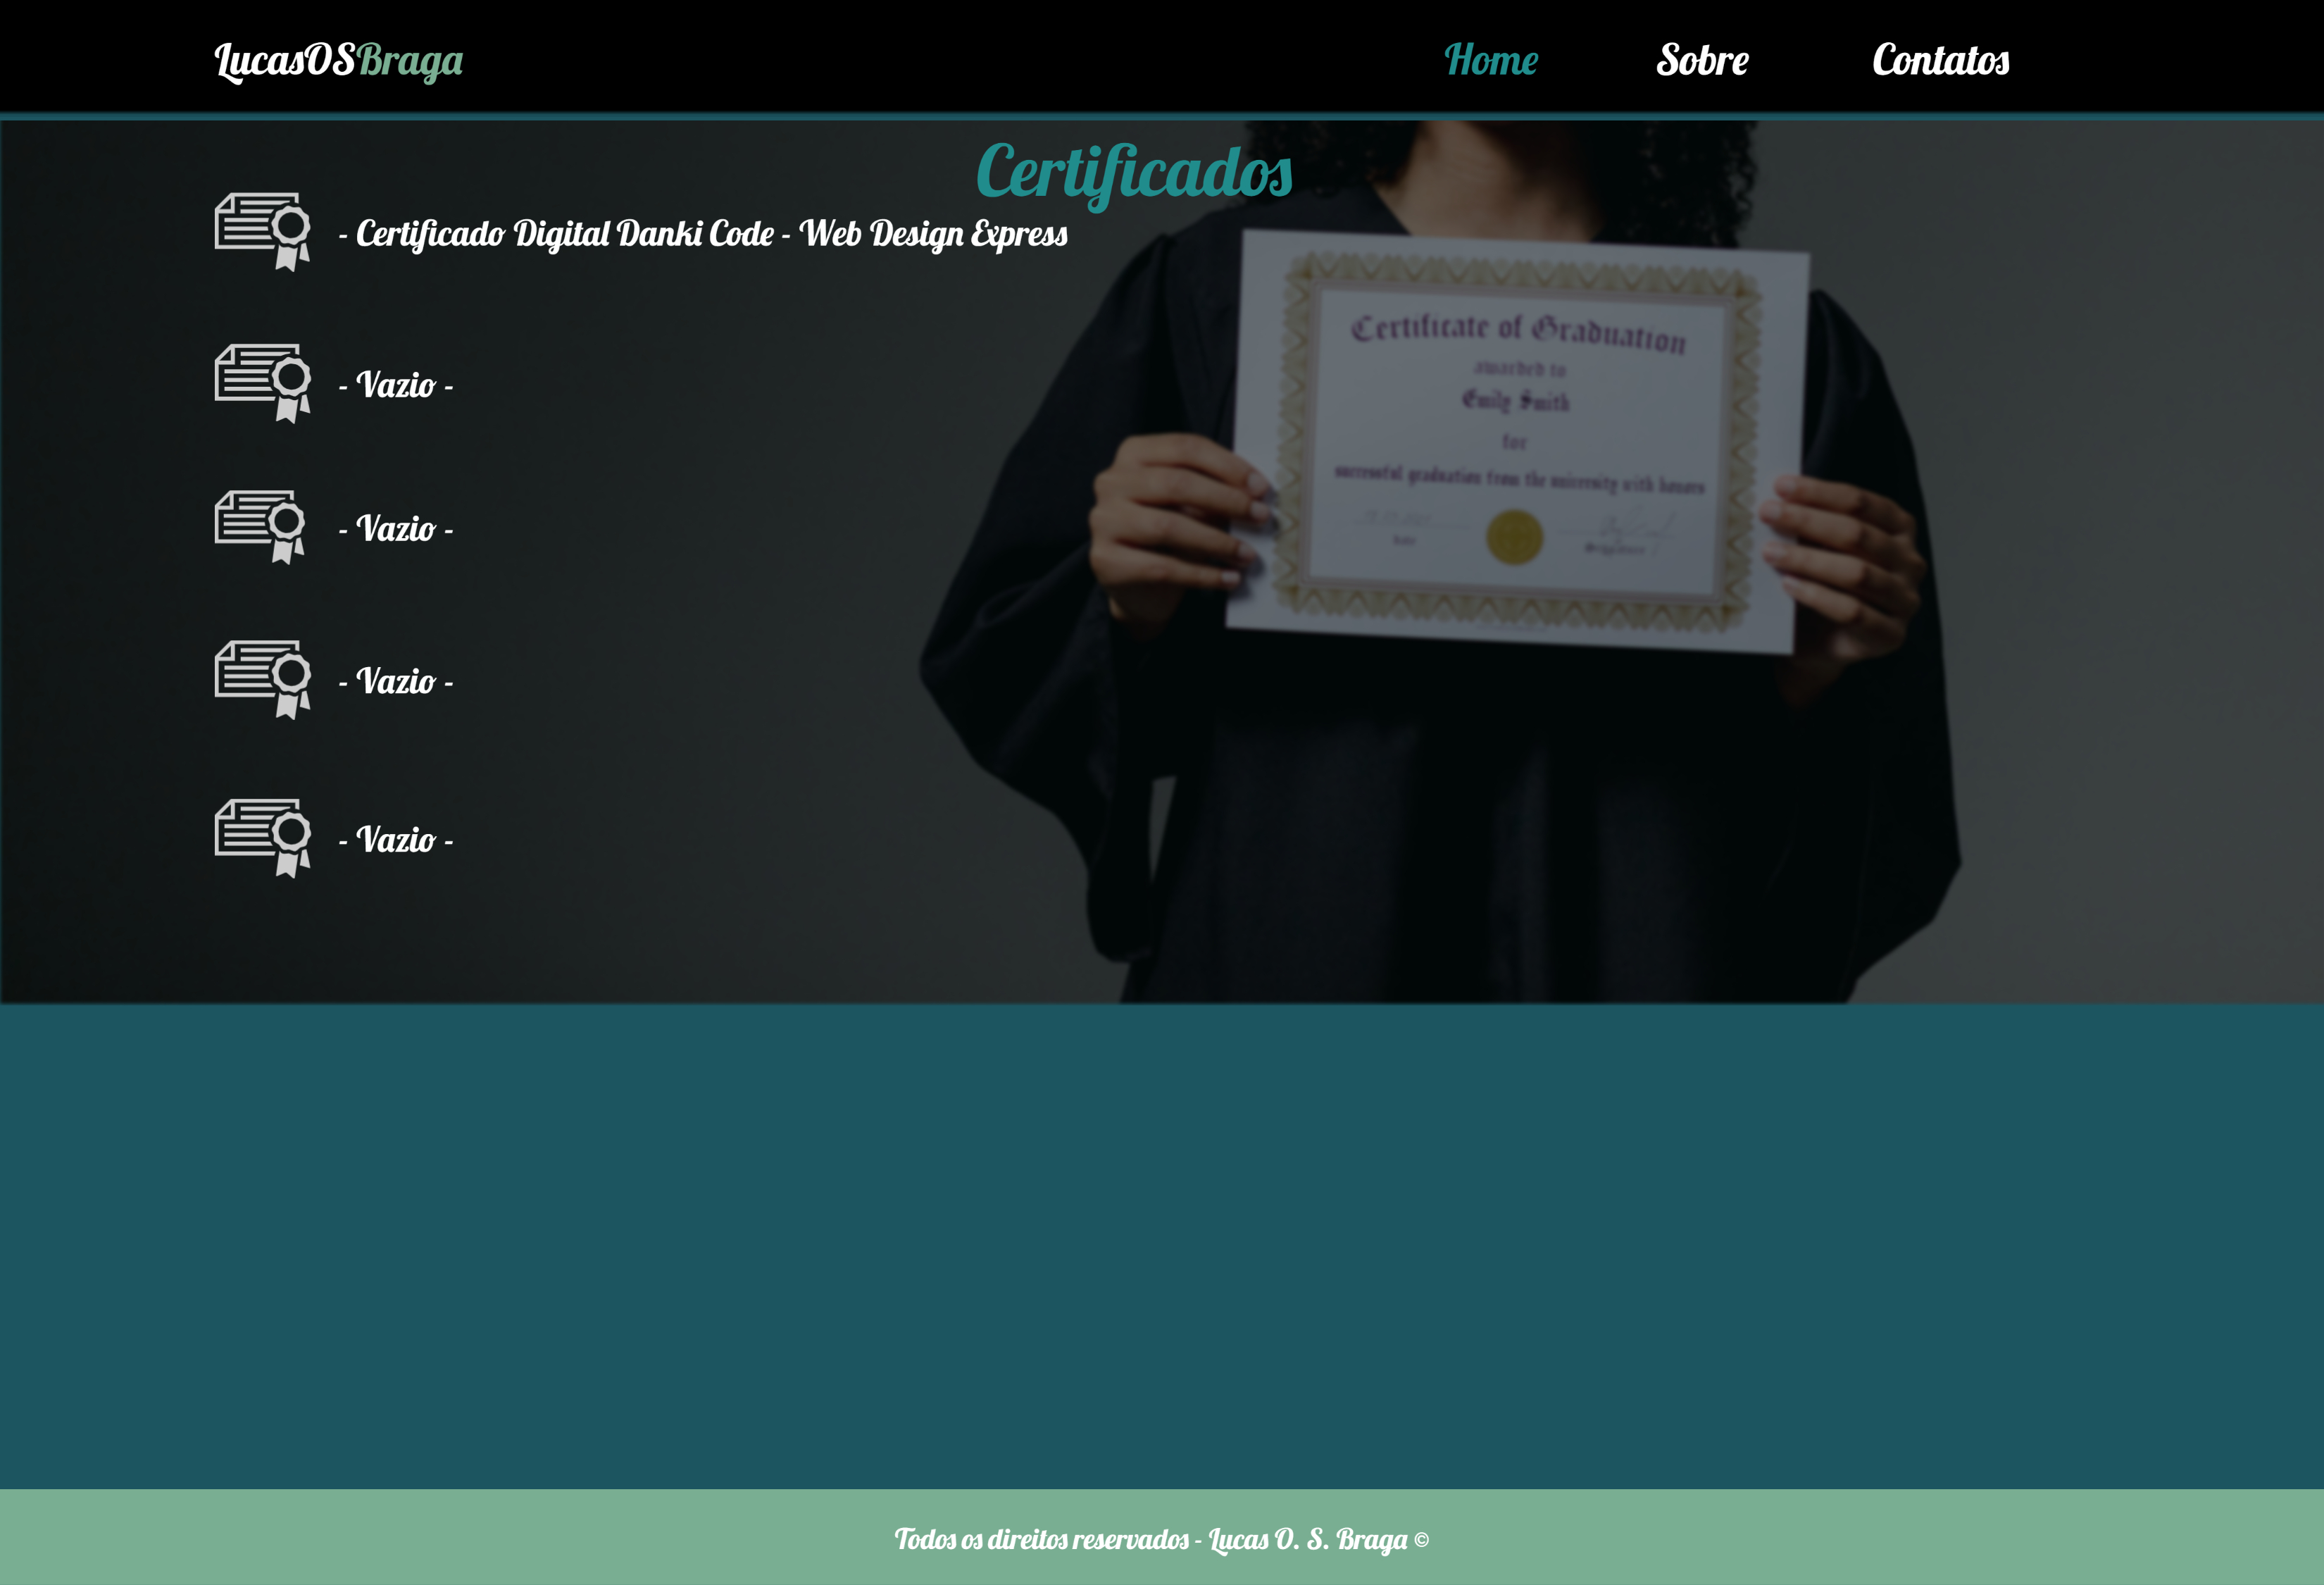 LucasOSBraga
Home Sobre Contatos
Certificados
- Certificado Digital Danki Code - Web Design Express
Certificate of Graduation
awarded to
Emily Smith
for
successful graduation from the university with honors
- Vazio -
- Vazio -
- Vazio -
- Vazio -
Todos os direitos reservados - Lucas O. S. Braga ©